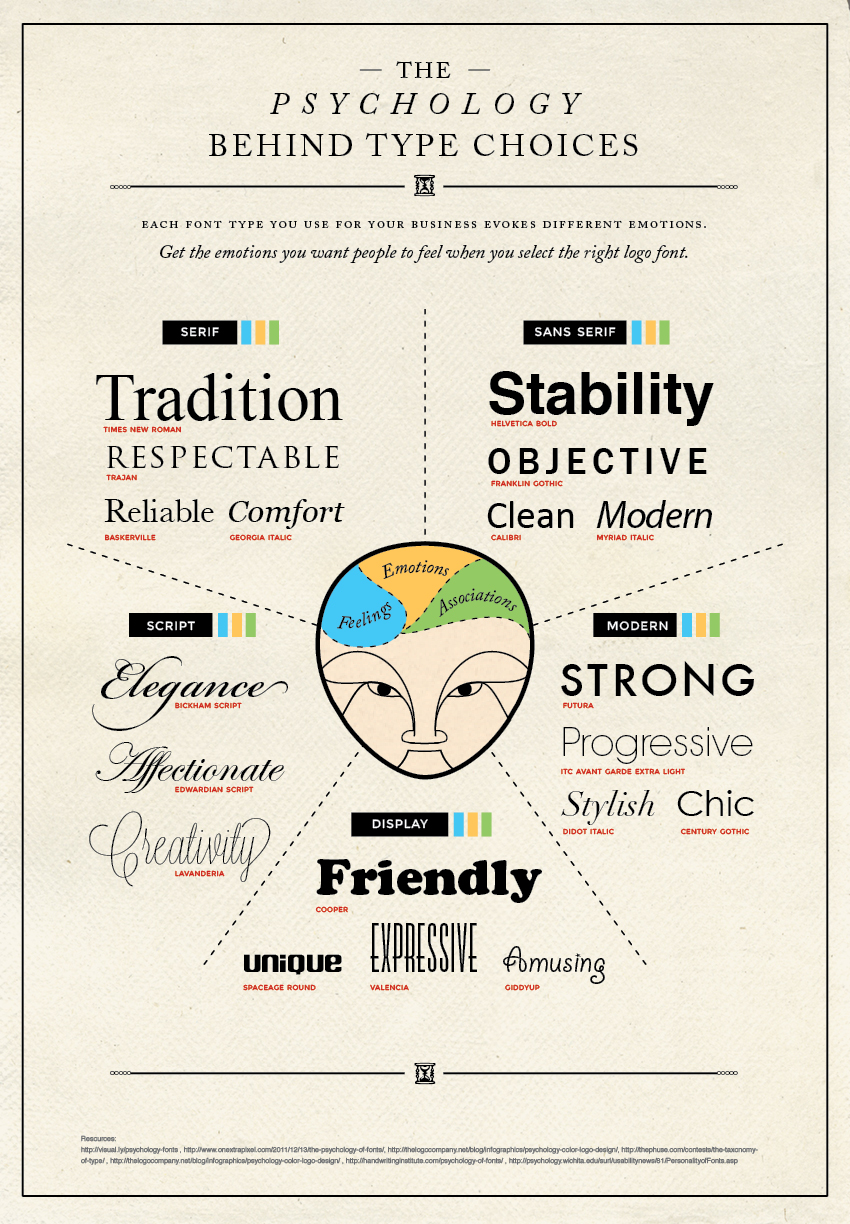 — THE —
PSYCHOLOGY
BEHIND TYPE CHOICES
EACH FONT TYPE YOU USE FOR YOUR BUSINESS EVOKES DIFFERENT EMOTIONS.
Get the emotions you want people to feel when you select the right logo font.
SERIF
Tradition
TIMES NEW ROMAN
RESPECTABLE
TRAJAN
Reliable Comfort
BASKERVILLE GEORGIA ITALIC
SANS SERIF
Stability
HELVETICA BOLD
OBJECTIVE
FRANKLIN GOTHIC
Clean Modern
CALIBRI MYRIAD ITALIC
Emotions
Feelings
Associations
SCRIPT
Elegance
BICKHAM SCRIPT
Affectionate
EDWARDIAN SCRIPT
Creativity
LAVANDERIA
MODERN
STRONG
FUTURA
Progressive
ITC AVANT GARDE EXTRA LIGHT
Stylish Chic
DIDOT ITALIC CENTURY GOTHIC
DISPLAY
Friendly
COOPER
unique EXPRESSIVE Amusing
SPACEAGE ROUND VALENCIA GIDDYUP
Resources:
http://visual.ly/psychology-fonts , http://www.onextrapixel.com/2011/12/13/the-psychology-of-fonts/, http://thelogocompany.net/blog/infographics/psychology-color-logo-design/, http://thephuse.com/contests/the-taxonomy-
of-type/ , http://thelogocompany.net/blog/infographics/psychology-color-logo-design/ , http://handwritinginstitute.com/psychology-of-fonts/ , http://psychology.wichita.edu/surl/usabilitynews/81/PersonalityofFonts.asp